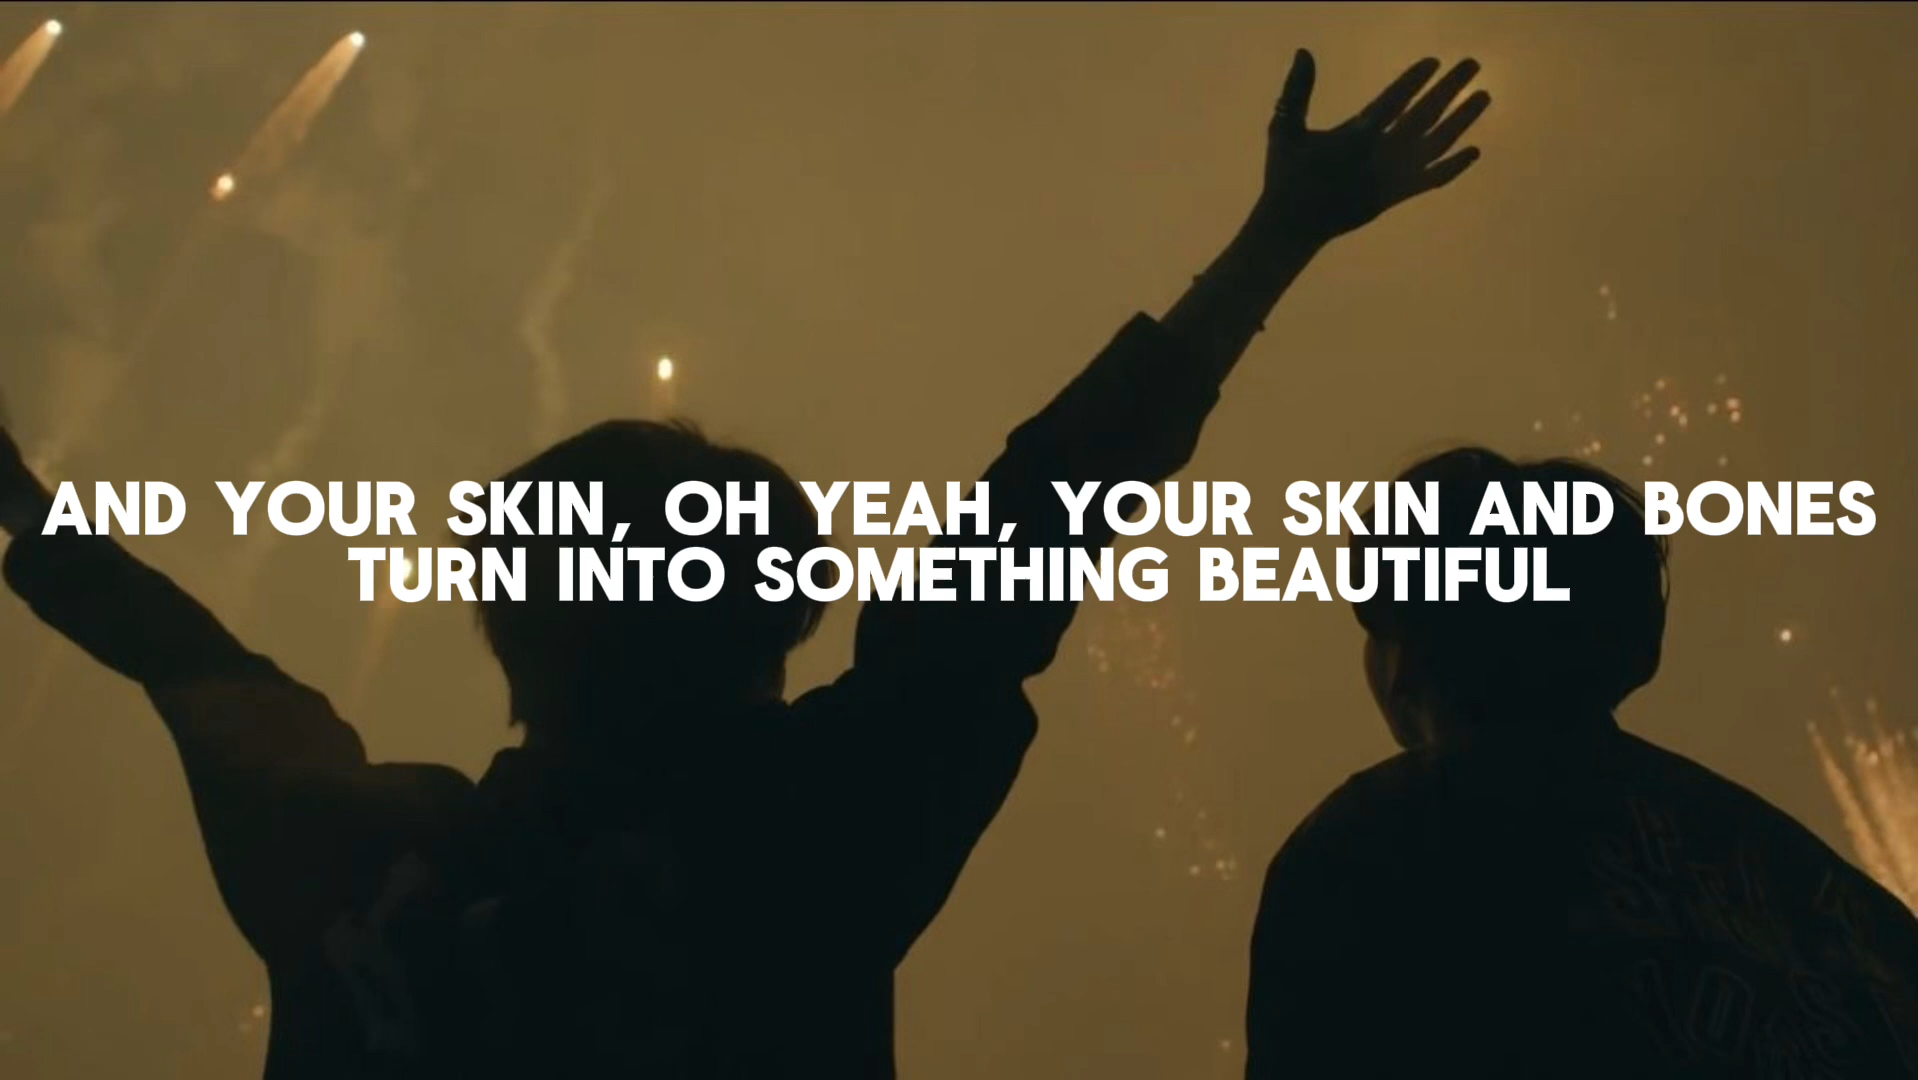 AND YOUR SKIN, OH YEAH, YOUR SKIN AND BONES
TURN INTO SOMETHING BEAUTIFUL